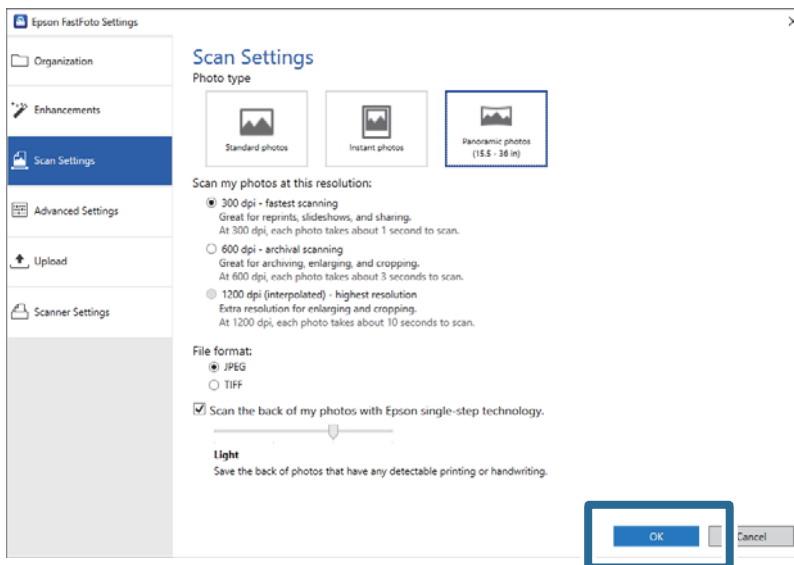 Epson FastFoto Settings
Organization
Enhancements
Scan Settings
Advanced Settings
Upload
Scanner Settings
Scan Settings
Photo type
Standard photos
Instant photos
Panoramic photos
(15.5 - 36 in)
Scan my photos at this resolution:
300 dpi - fastest scanning
Great for reprints, slideshows, and sharing.
At 300 dpi, each photo takes about 1 second to scan.
600 dpi - archival scanning
Great for archiving, enlarging, and cropping.
At 600 dpi, each photo takes about 3 seconds to scan.
1200 dpi (interpolated) - highest resolution
Extra resolution for enlarging and cropping.
At 1200 dpi, each photo takes about 10 seconds to scan.
File format:
JPEG
TIFF
Scan the back of my photos with Epson single-step technology.
Light
Save the back of photos that have any detectable printing or handwriting.
OK
Cancel